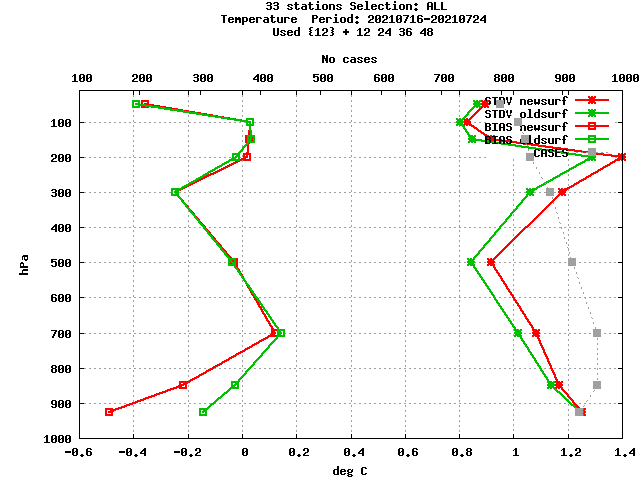 33 stations Selection: ALL
Temperature  Period: 20210716-20210724
Used {12} + 12 24 36 48
No cases
100 200 300 400 500 600 700 800 900 1000
STDV newsurf
STDV oldsurf
BIAS newsurf
BIAS oldsurf
CASES
100
200
300
400
500
600
700
800
900
1000
hPa
-0.6 -0.4 -0.2 0 0.2 0.4 0.6 0.8 1 1.2 1.4
deg C